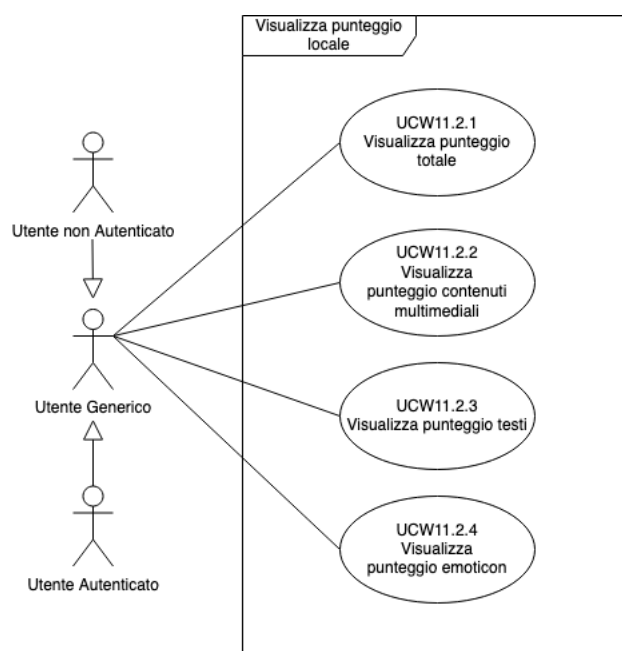 Visualizza punteggio
locale
UCW11.2.1
Visualizza punteggio
totale
Utente non Autenticato
UCW11.2.2
Visualizza
punteggio contenuti
multimediali
Utente Generico
UCW11.2.3
Visualizza punteggio testi
UCW11.2.4
Visualizza
punteggio emoticon
Utente Autenticato